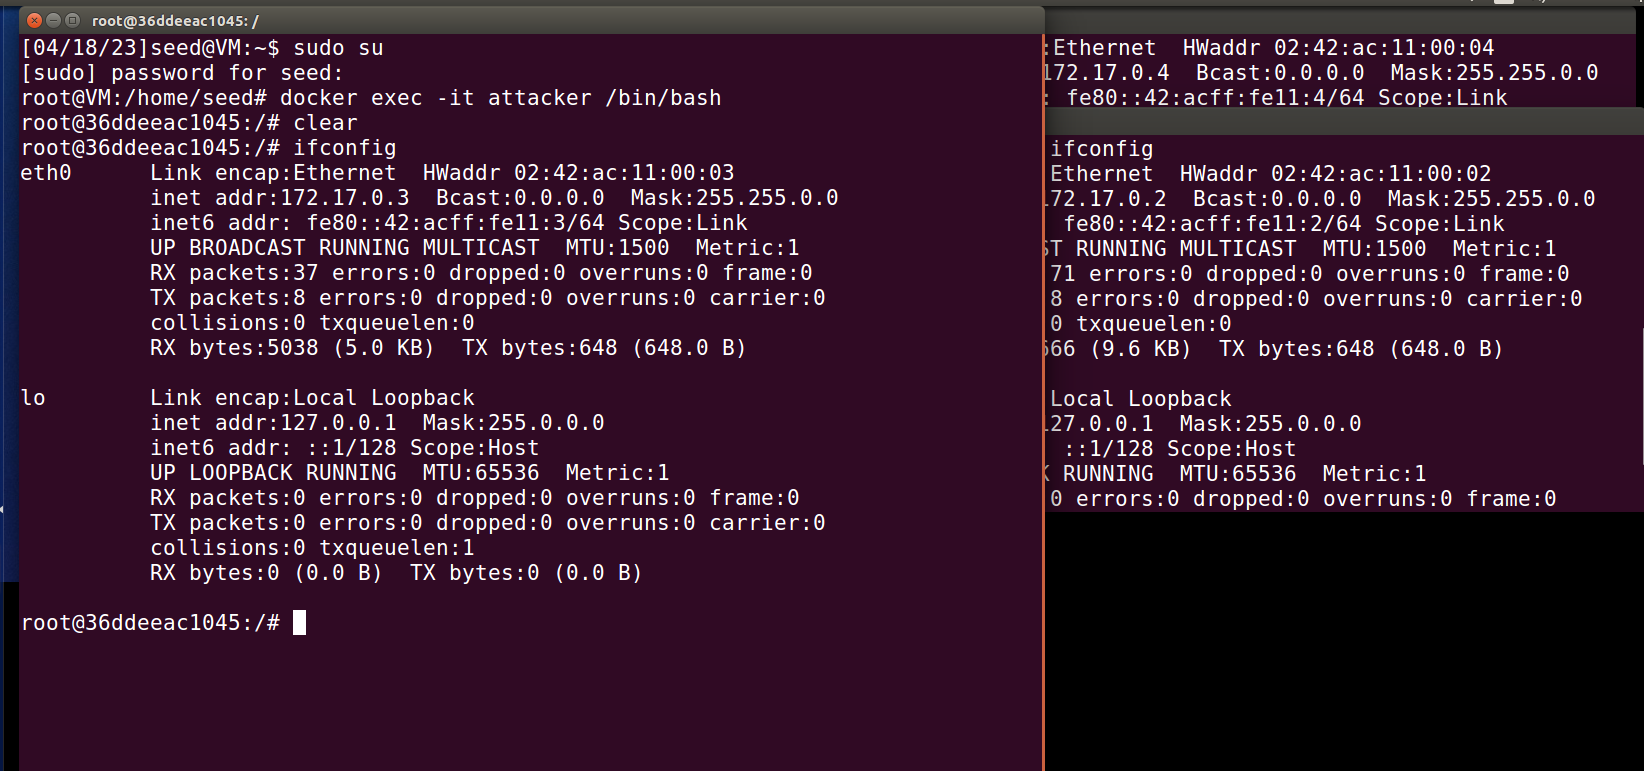 root@36ddeeac1045: /
[04/18/23]seed@VM:~$ sudo su
[sudo] password for seed:
root@VM:/home/seed# docker exec -it attacker /bin/bash
root@36ddeeac1045:/# clear
root@36ddeeac1045:/# ifconfig
eth0      Link encap:Ethernet  HWaddr 02:42:ac:11:00:03
          inet addr:172.17.0.3  Bcast:0.0.0.0  Mask:255.255.0.0
          inet6 addr: fe80::42:acff:fe11:3/64 Scope:Link
          UP BROADCAST RUNNING MULTICAST  MTU:1500  Metric:1
          RX packets:37 errors:0 dropped:0 overruns:0 frame:0
          TX packets:8 errors:0 dropped:0 overruns:0 carrier:0
          collisions:0 txqueuelen:0
          RX bytes:5038 (5.0 KB)  TX bytes:648 (648.0 B)
lo        Link encap:Local Loopback
          inet addr:127.0.0.1  Mask:255.0.0.0
          inet6 addr: ::1/128 Scope:Host
          UP LOOPBACK RUNNING  MTU:65536  Metric:1
          RX packets:0 errors:0 dropped:0 overruns:0 frame:0
          TX packets:0 errors:0 dropped:0 overruns:0 carrier:0
          collisions:0 txqueuelen:1
          RX bytes:0 (0.0 B)  TX bytes:0 (0.0 B)
root@36ddeeac1045:/#
:Ethernet  HWaddr 02:42:ac:11:00:04
172.17.0.4  Bcast:0.0.0.0  Mask:255.255.0.0
: fe80::42:acff:fe11:4/64 Scope:Link
ifconfig
Ethernet  HWaddr 02:42:ac:11:00:02
172.17.0.2  Bcast:0.0.0.0  Mask:255.255.0.0
fe80::42:acff:fe11:2/64 Scope:Link
ST RUNNING MULTICAST  MTU:1500  Metric:1
71 errors:0 dropped:0 overruns:0 frame:0
8 errors:0 dropped:0 overruns:0 carrier:0
0 txqueuelen:0
666 (9.6 KB)  TX bytes:648 (648.0 B)
Local Loopback
127.0.0.1  Mask:255.0.0.0
::1/128 Scope:Host
K RUNNING  MTU:65536  Metric:1
0 errors:0 dropped:0 overruns:0 frame:0